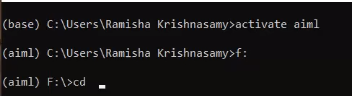 (base) C:\Users\Ramisha Krishnasamy>activate aiml
(aiml) C:\Users\Ramisha Krishnasamy>f:
(aiml) F:\>cd _